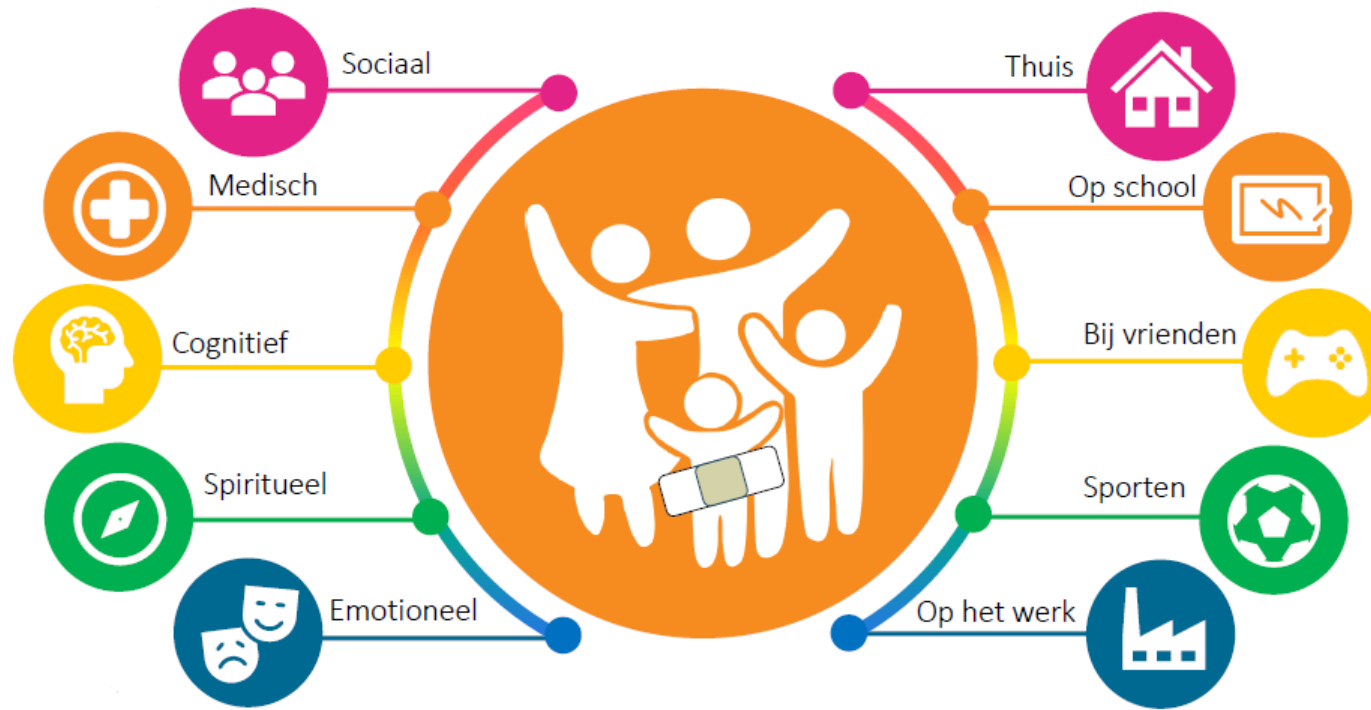 Sociaal
Medisch
Cognitief
Spiritueel
Emotioneel
Thuis
Op school
Bij vrienden
Sporten
Op het werk